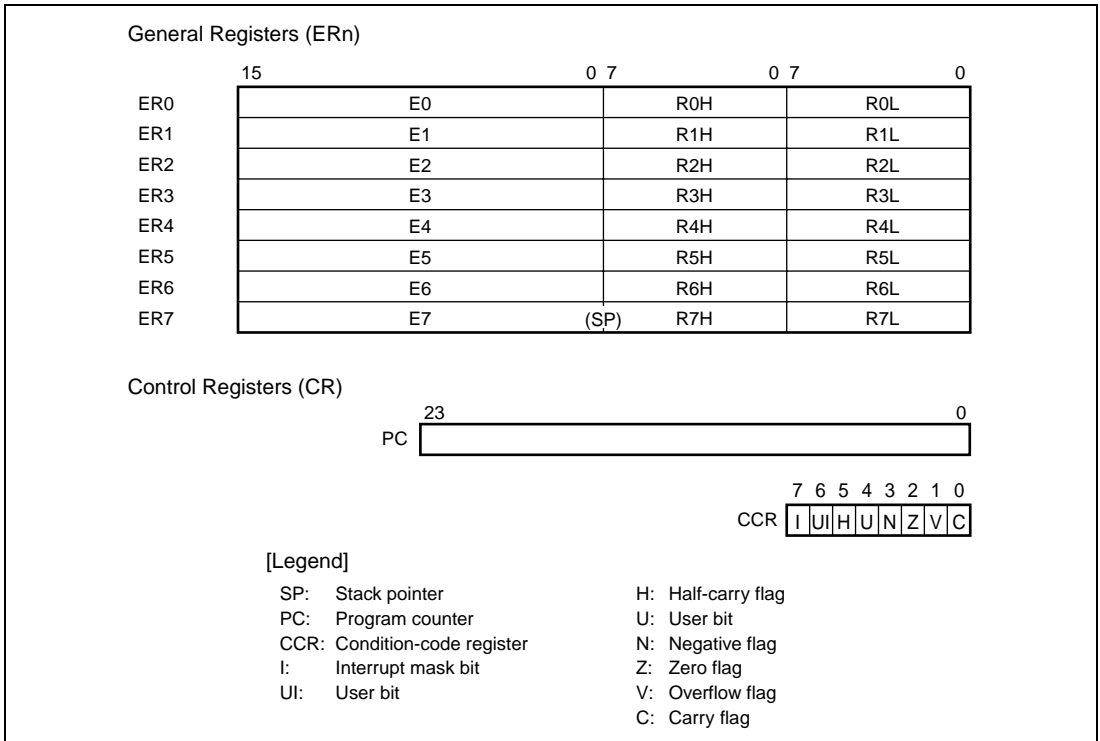 General Registers (ERn)
15 0 7 0 7 0
ER0 E0 R0H R0L
ER1 E1 R1H R1L
ER2 E2 R2H R2L
ER3 E3 R3H R3L
ER4 E4 R4H R4L
ER5 E5 R5H R5L
ER6 E6 R6H R6L
ER7 E7 (SP) R7H R7L
Control Registers (CR)
23 0
PC
7 6 5 4 3 2 1 0
CCR I UI H U N Z V C
[Legend]
SP: Stack pointer
PC: Program counter
CCR: Condition-code register
I: Interrupt mask bit
UI: User bit
H: Half-carry flag
U: User bit
N: Negative flag
Z: Zero flag
V: Overflow flag
C: Carry flag